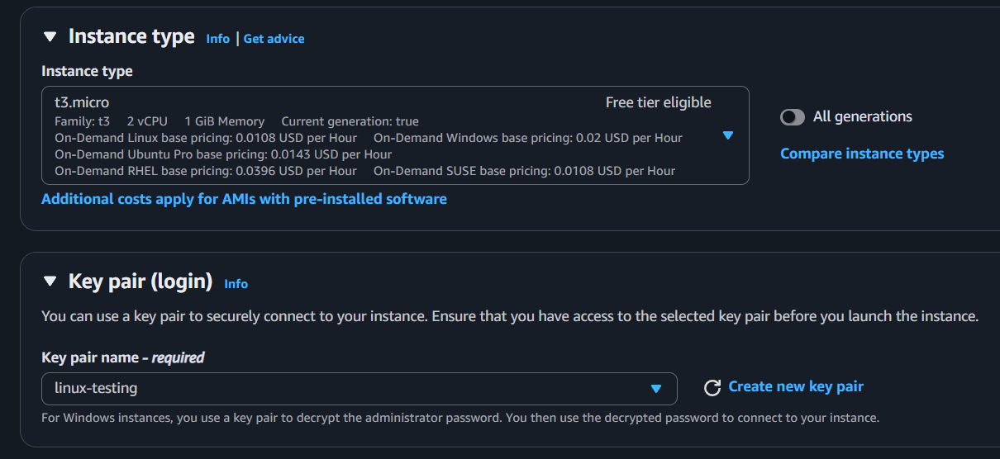 Instance type Info | Get advice
Instance type
t3.micro Free tier eligible
Family: t3 2 vCPU 1 GiB Memory Current generation: true
On-Demand Linux base pricing: 0.0108 USD per Hour On-Demand Windows base pricing: 0.02 USD per Hour
On-Demand Ubuntu Pro base pricing: 0.0143 USD per Hour
On-Demand RHEL base pricing: 0.0396 USD per Hour On-Demand SUSE base pricing: 0.0108 USD per Hour
All generations
Compare instance types
Additional costs apply for AMIs with pre-installed software
Key pair (login) Info
You can use a key pair to securely connect to your instance. Ensure that you have access to the selected key pair before you launch the instance.
Key pair name - required
linux-testing
Create new key pair
For Windows instances, you use a key pair to decrypt the administrator password. You then use the decrypted password to connect to your instance.